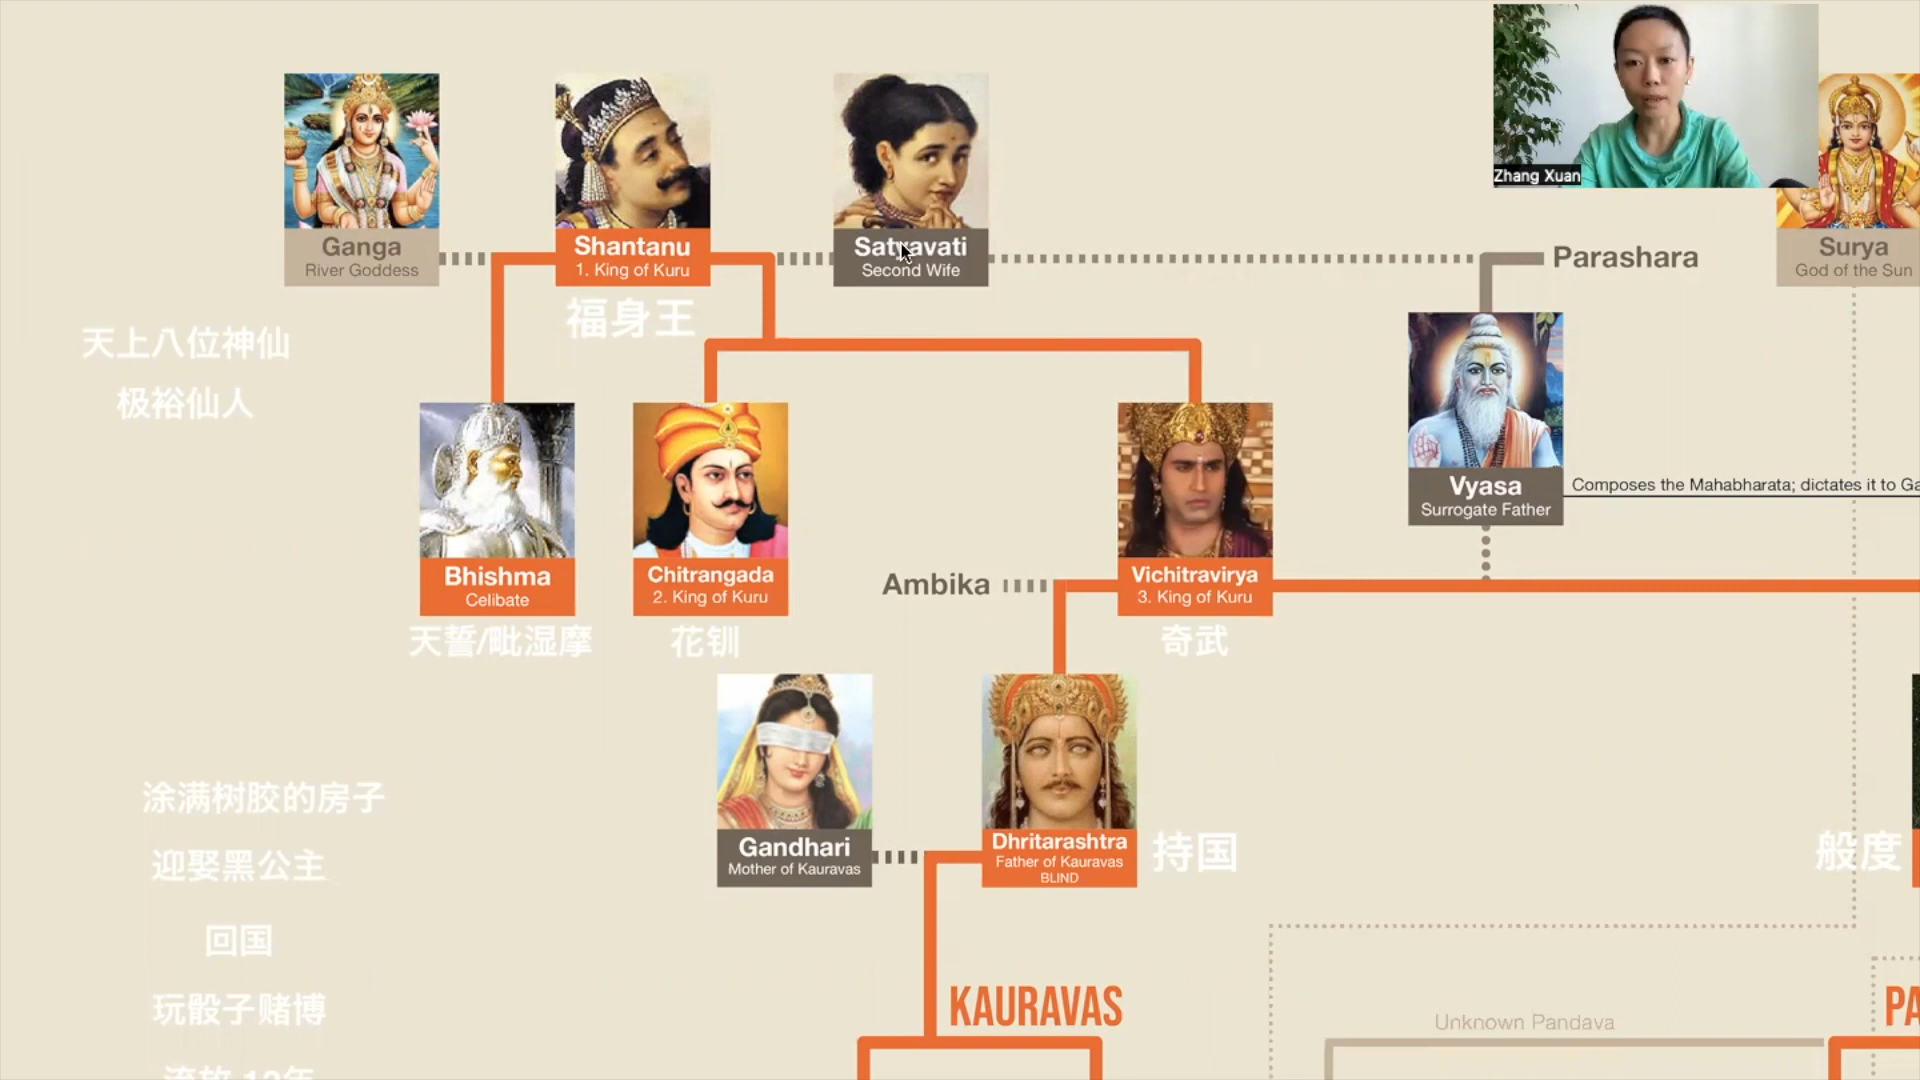 Zhang Xuan
Ganga
River Goddess
Shantanu
1. King of Kuru
福身王
Satyavati
Second Wife
Parashara
Surya
God of the Sun
天上八位神仙
极裕仙人
Vyasa
Surrogate Father
Composes the Mahabharata; dictates it to Ga
Bhishma
Celibate
天誓/毗湿摩
Chitrangada
2. King of Kuru
花钏
Ambika
Vichitravirya
3. King of Kuru
奇武
Gandhari
Mother of Kauravas
Dhritarashtra
Father of Kauravas
BLIND
持国
般度
涂满树胶的房子
迎娶黑公主
回国
玩骰子赌博
KAURAVAS
Unknown Pandava
PA